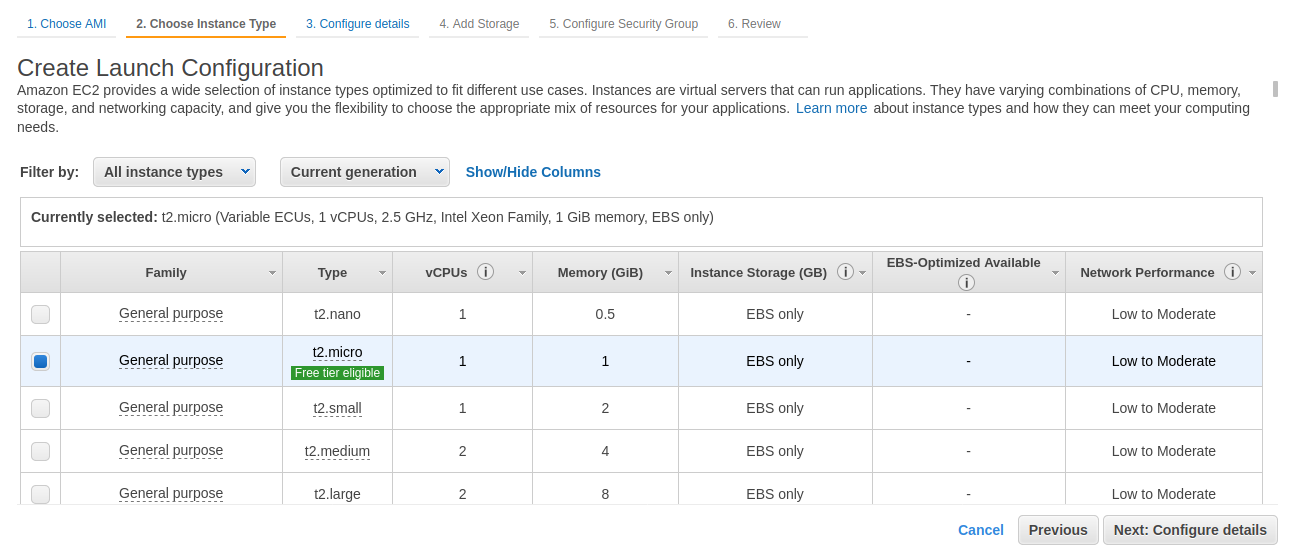 1. Choose AMI 2. Choose Instance Type 3. Configure details 4. Add Storage 5. Configure Security Group 6. Review
Create Launch Configuration
Amazon EC2 provides a wide selection of instance types optimized to fit different use cases. Instances are virtual servers that can run applications. They have varying combinations of CPU, memory,
storage, and networking capacity, and give you the flexibility to choose the appropriate mix of resources for your applications. Learn more about instance types and how they can meet your computing
needs.
Filter by: All instance types Current generation Show/Hide Columns
Currently selected: t2.micro (Variable ECUs, 1 vCPUs, 2.5 GHz, Intel Xeon Family, 1 GiB memory, EBS only)
Family Type vCPUs i Memory (GiB) Instance Storage (GB) i EBS-Optimized Available i Network Performance i
General purpose t2.nano 1 0.5 EBS only - Low to Moderate
General purpose t2.micro Free tier eligible 1 1 EBS only - Low to Moderate
General purpose t2.small 1 2 EBS only - Low to Moderate
General purpose t2.medium 2 4 EBS only - Low to Moderate
General purpose t2.large 2 8 EBS only - Low to Moderate
Cancel Previous Next: Configure details